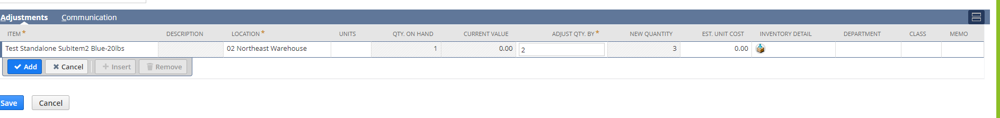 Adjustments Communication
ITEM * DESCRIPTION LOCATION * UNITS QTY. ON HAND CURRENT VALUE ADJUST QTY. BY * NEW QUANTITY EST. UNIT COST INVENTORY DETAIL DEPARTMENT CLASS MEMO
Test Standalone SubItem2 Blue-20lbs 02 Northeast Warehouse 1 0.00 2 3 0.00
Add Cancel Insert Remove
Save Cancel